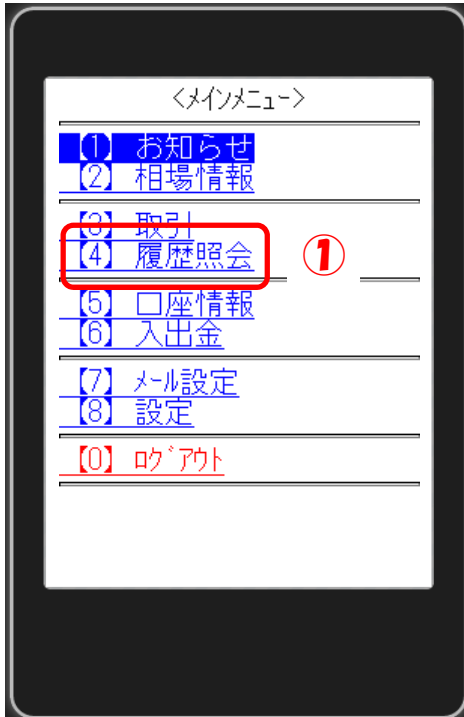 <ﾒｲﾝﾒﾆｭｰ>
【1】 お知らせ
【2】 相場情報
【3】 取引
【4】 履歴照会 ①
【5】 口座情報
【6】 入出金
【7】 ﾒｰﾙ設定
【8】 設定
【0】 ﾛｸﾞｱｳﾄ